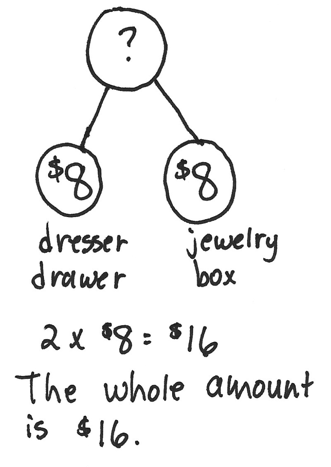 ?
$8 $8
dresser jewelry
drawer box
2 x $8 = $16
The whole amount
is $16.